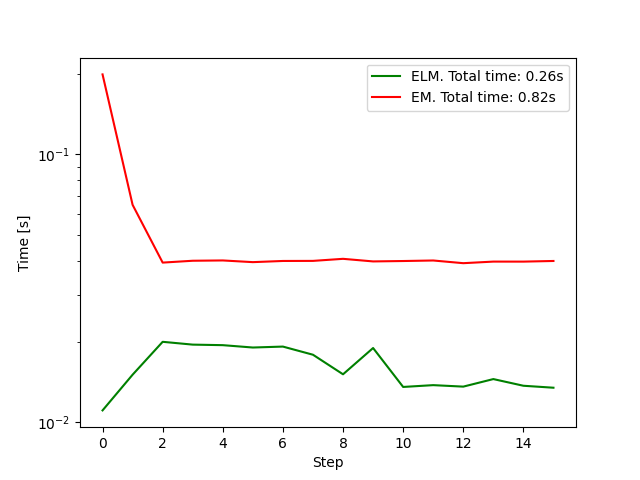 ELM. Total time: 0.26s
EM. Total time: 0.82s
10⁻¹
10⁻²
Time [s]
0 2 4 6 8 10 12 14
Step